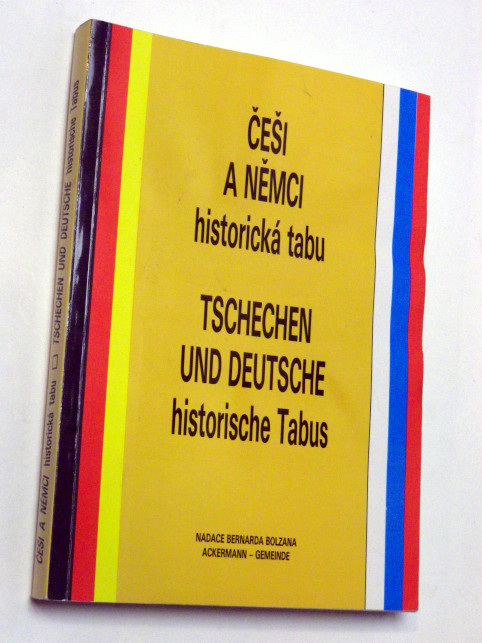 ČEŠI
A NĚMCI
historická tabu
TSCHECHEN
UND DEUTSCHE
historische Tabus
NADACE BERNARDA BOLZANA
ACKERMANN – GEMEINDE
ČEŠI A NĚMCI historická tabu □ TSCHECHEN UND DEUTSCHE historische Tabus